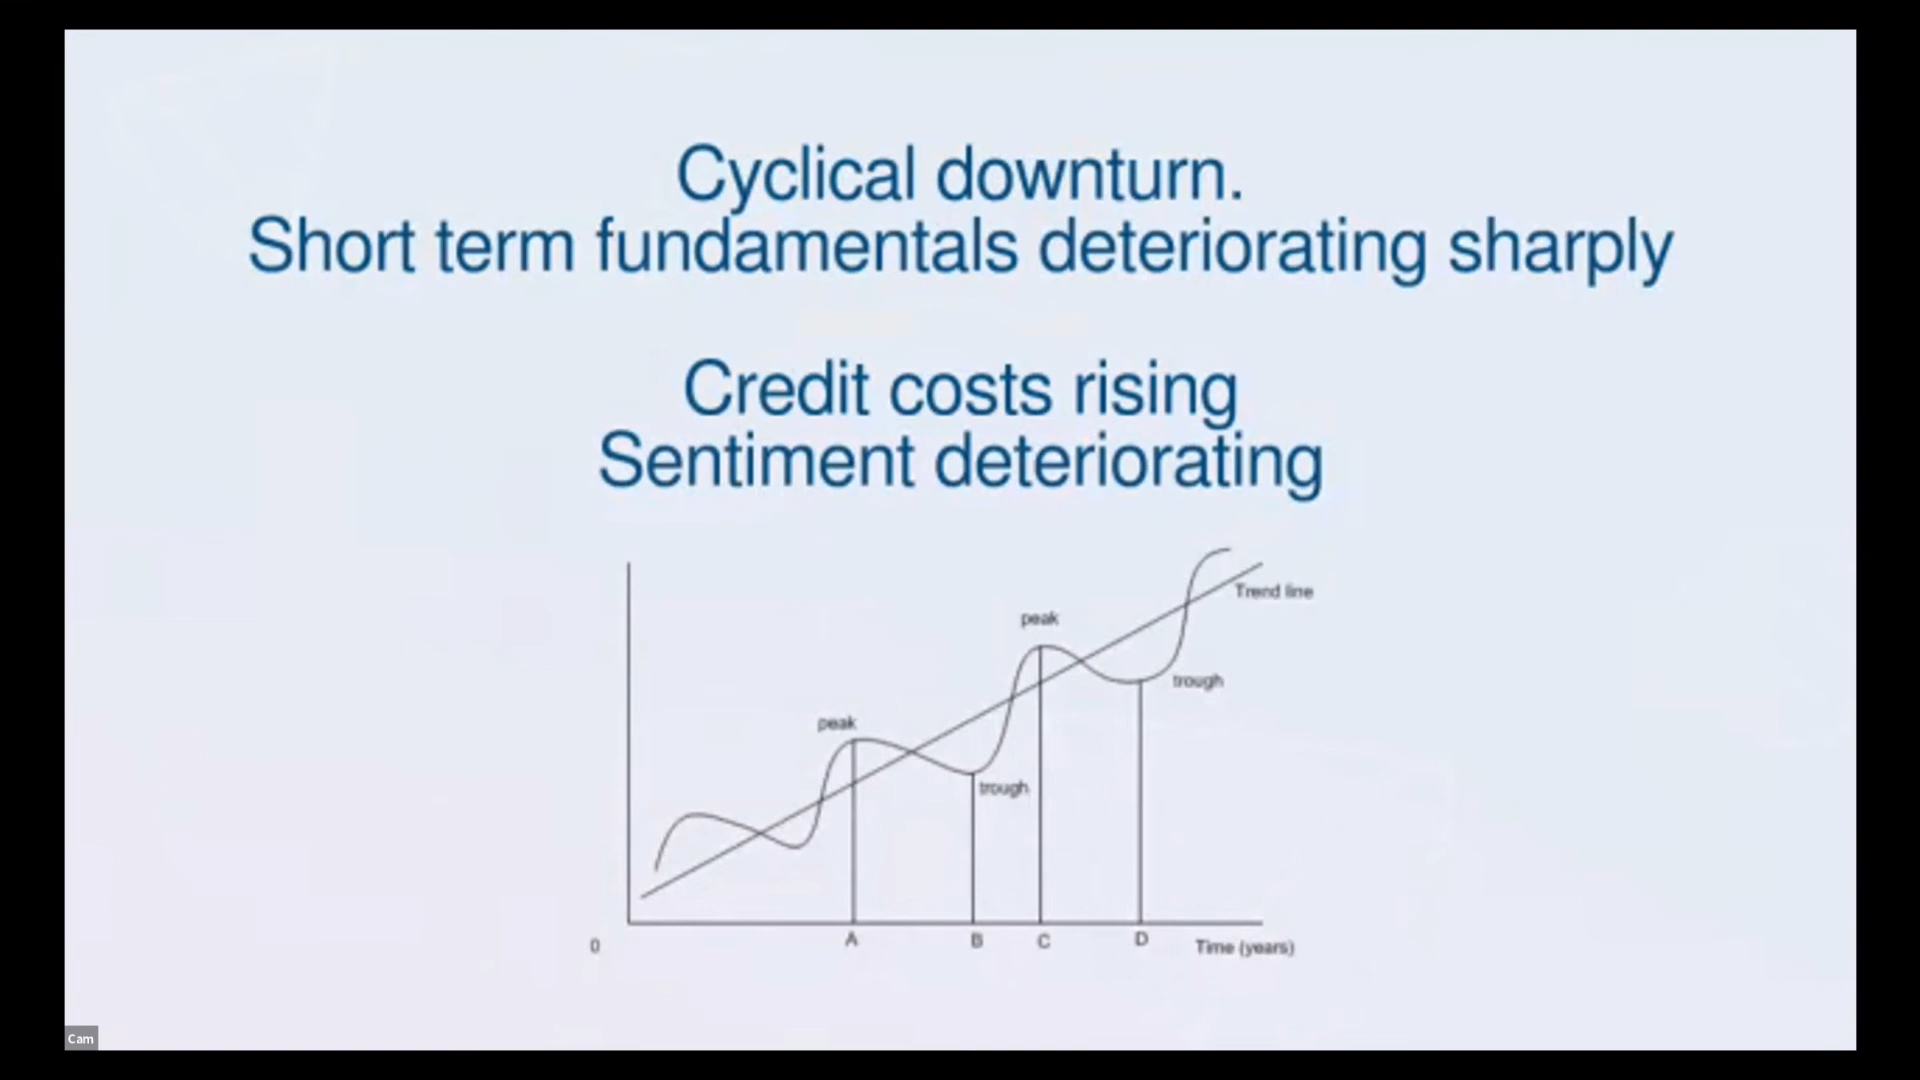 Cyclical downturn.
Short term fundamentals deteriorating sharply
Credit costs rising
Sentiment deteriorating
Trend line
peak
trough
peak
trough
0
A
B
C
D
Time (years)
Cam